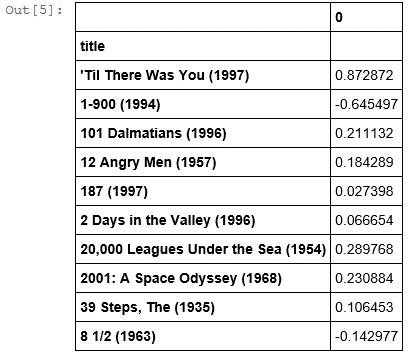 Out[5]:
0
title
'Til There Was You (1997) 0.872872
1-900 (1994) -0.645497
101 Dalmatians (1996) 0.211132
12 Angry Men (1957) 0.184289
187 (1997) 0.027398
2 Days in the Valley (1996) 0.066654
20,000 Leagues Under the Sea (1954) 0.289768
2001: A Space Odyssey (1968) 0.230884
39 Steps, The (1935) 0.106453
8 1/2 (1963) -0.142977